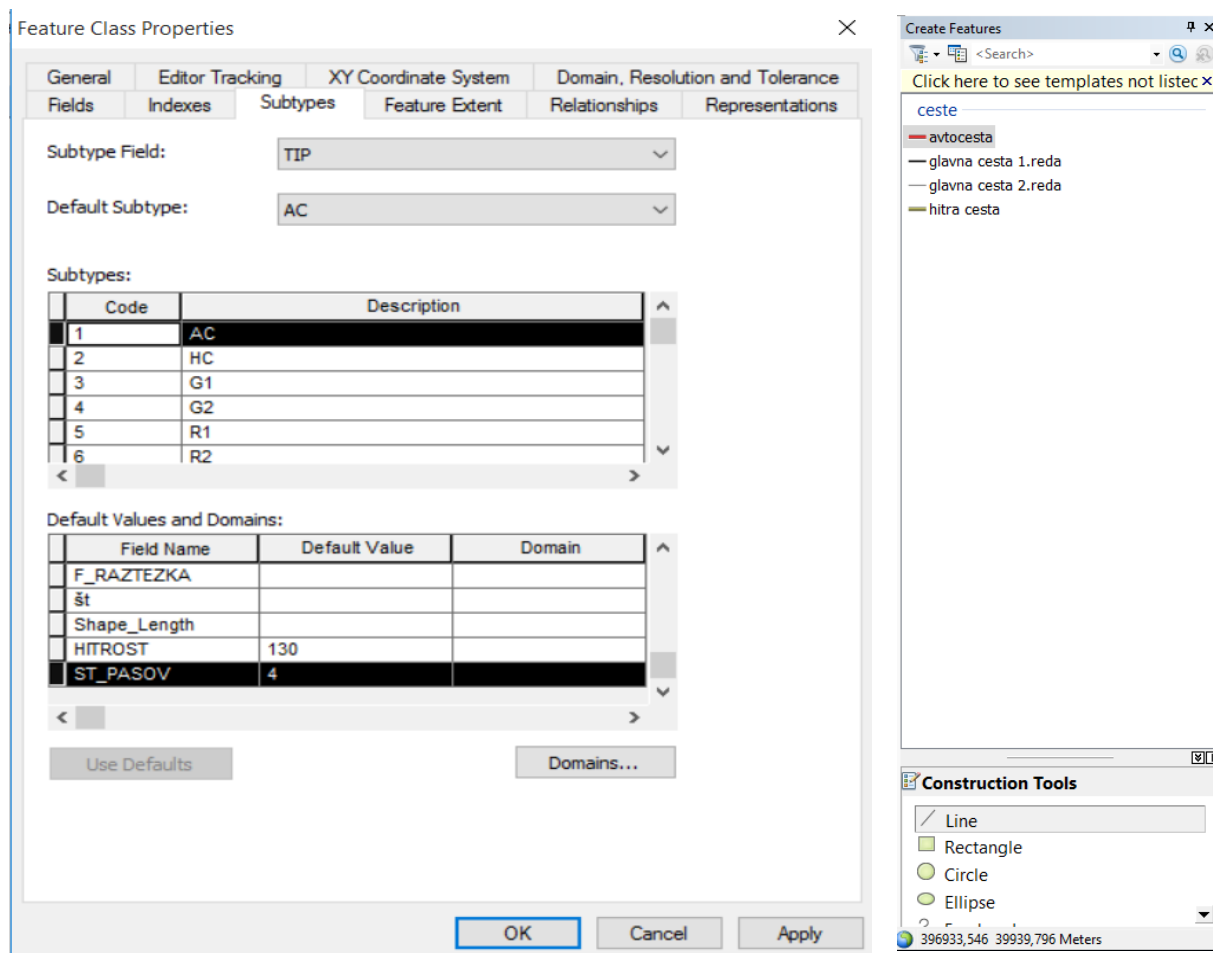 Feature Class Properties
General Editor Tracking XY Coordinate System Domain, Resolution and Tolerance
Fields Indexes Subtypes Feature Extent Relationships Representations
Subtype Field: TIP
Default Subtype: AC
Subtypes:
Code Description
1 AC
2 HC
3 G1
4 G2
5 R1
6 R2
Default Values and Domains:
Field Name Default Value Domain
F_RAZTEZKA
št
Shape_Length
HITROST 130
ST_PASOV 4
Use Defaults Domains...
OK Cancel Apply
Create Features
<Search>
Click here to see templates not listec
ceste
avtocesta
glavna cesta 1.reda
glavna cesta 2.reda
hitra cesta
Construction Tools
Line
Rectangle
Circle
Ellipse
396933,546 39939,796 Meters